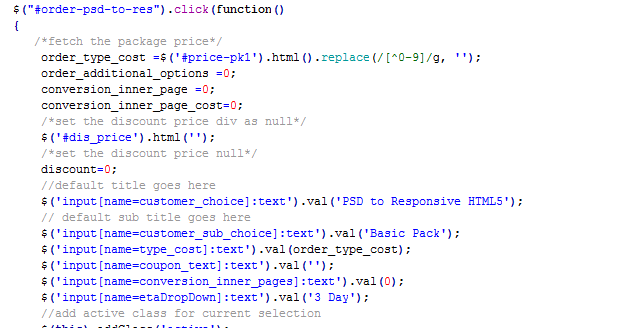 $("#order-psd-to-res").click(function()
{
/*fetch the package price*/
order_type_cost =$('#price-pk1').html().replace(/[^0-9]/g, '');
order_additional_options =0;
conversion_inner_page =0;
conversion_inner_page_cost=0;
/*set the discount price div as null*/
$('#dis_price').html('');
/*set the discount price null*/
discount=0;
//default title goes here
$('input[name=customer_choice]:text').val('PSD to Responsive HTML5');
// default sub title goes here
$('input[name=customer_sub_choice]:text').val('Basic Pack');
$('input[name=type_cost]:text').val(order_type_cost);
$('input[name=coupon_text]:text').val('');
$('input[name=conversion_inner_pages]:text').val(0);
$('input[name=etaDropDown]:text').val('3 Day');
//add active class for current selection
$(this).addClass('active');